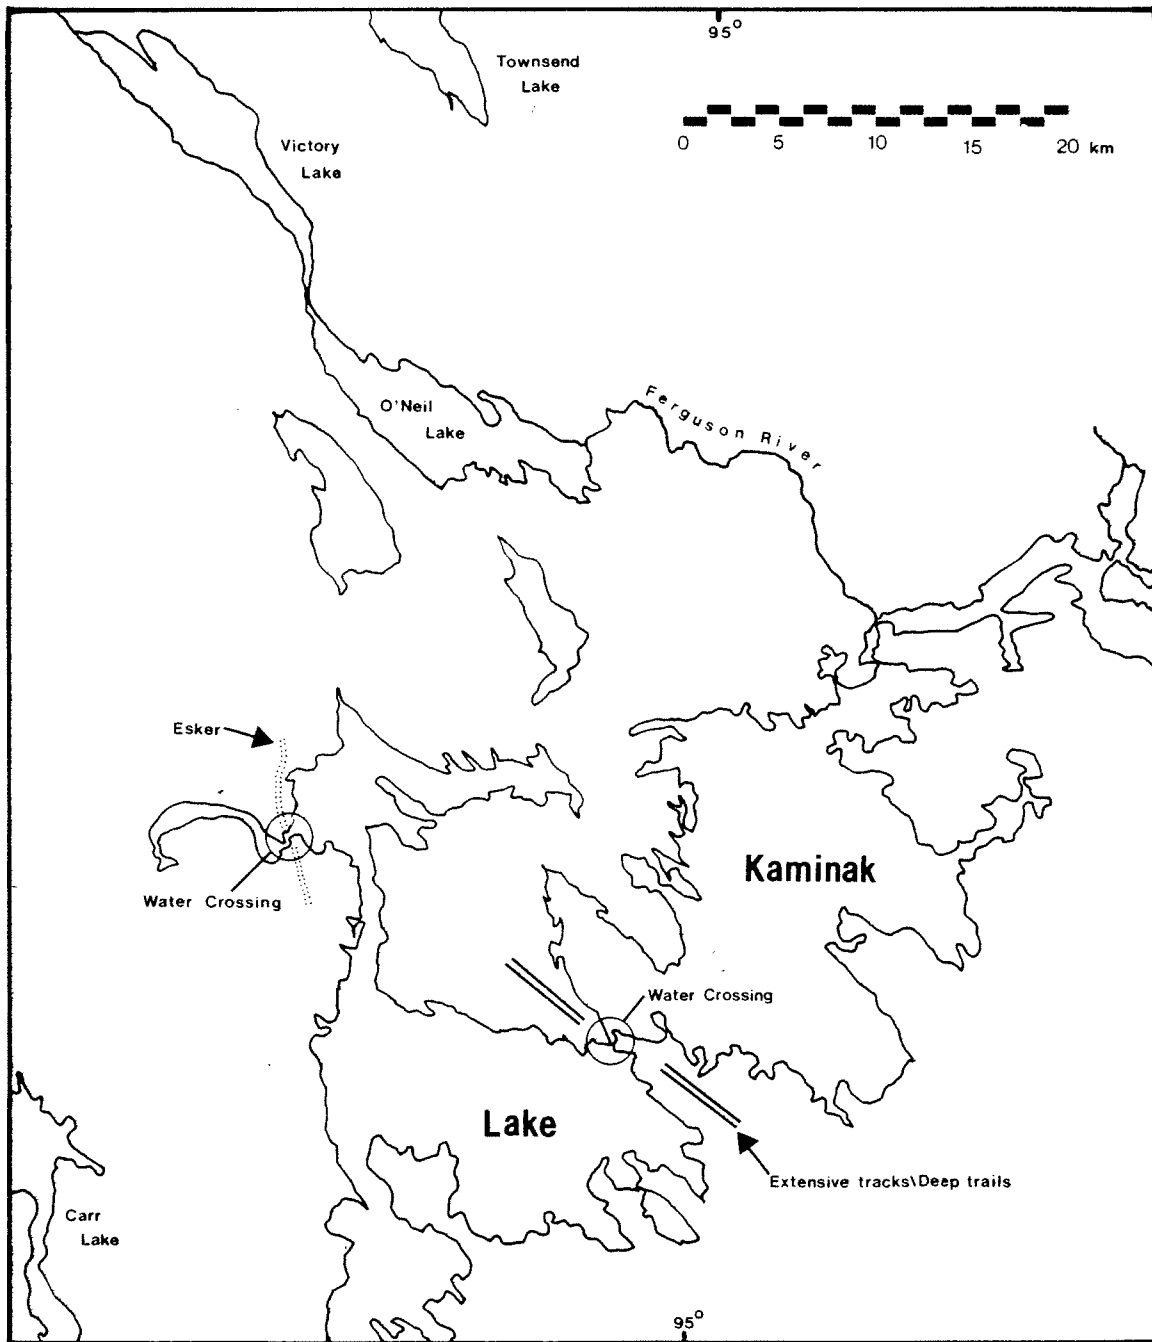 95°
Townsend
Lake
0 5 10 15 20 km
Victory
Lake
Ferguson River
O'Neil
Lake
Esker
Kaminak
Water Crossing
Water Crossing
Lake
Extensive tracks\Deep trails
Carr
Lake
95°